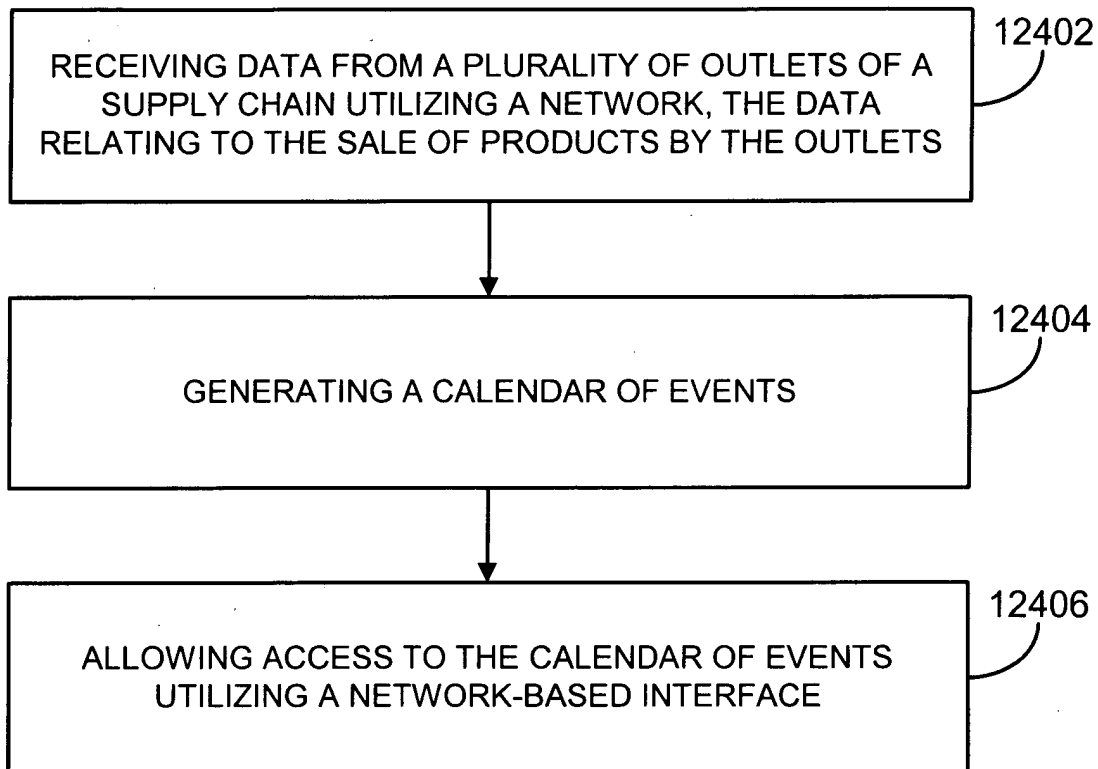 12402
RECEIVING DATA FROM A PLURALITY OF OUTLETS OF A
SUPPLY CHAIN UTILIZING A NETWORK, THE DATA
RELATING TO THE SALE OF PRODUCTS BY THE OUTLETS
12404
GENERATING A CALENDAR OF EVENTS
12406
ALLOWING ACCESS TO THE CALENDAR OF EVENTS
UTILIZING A NETWORK-BASED INTERFACE